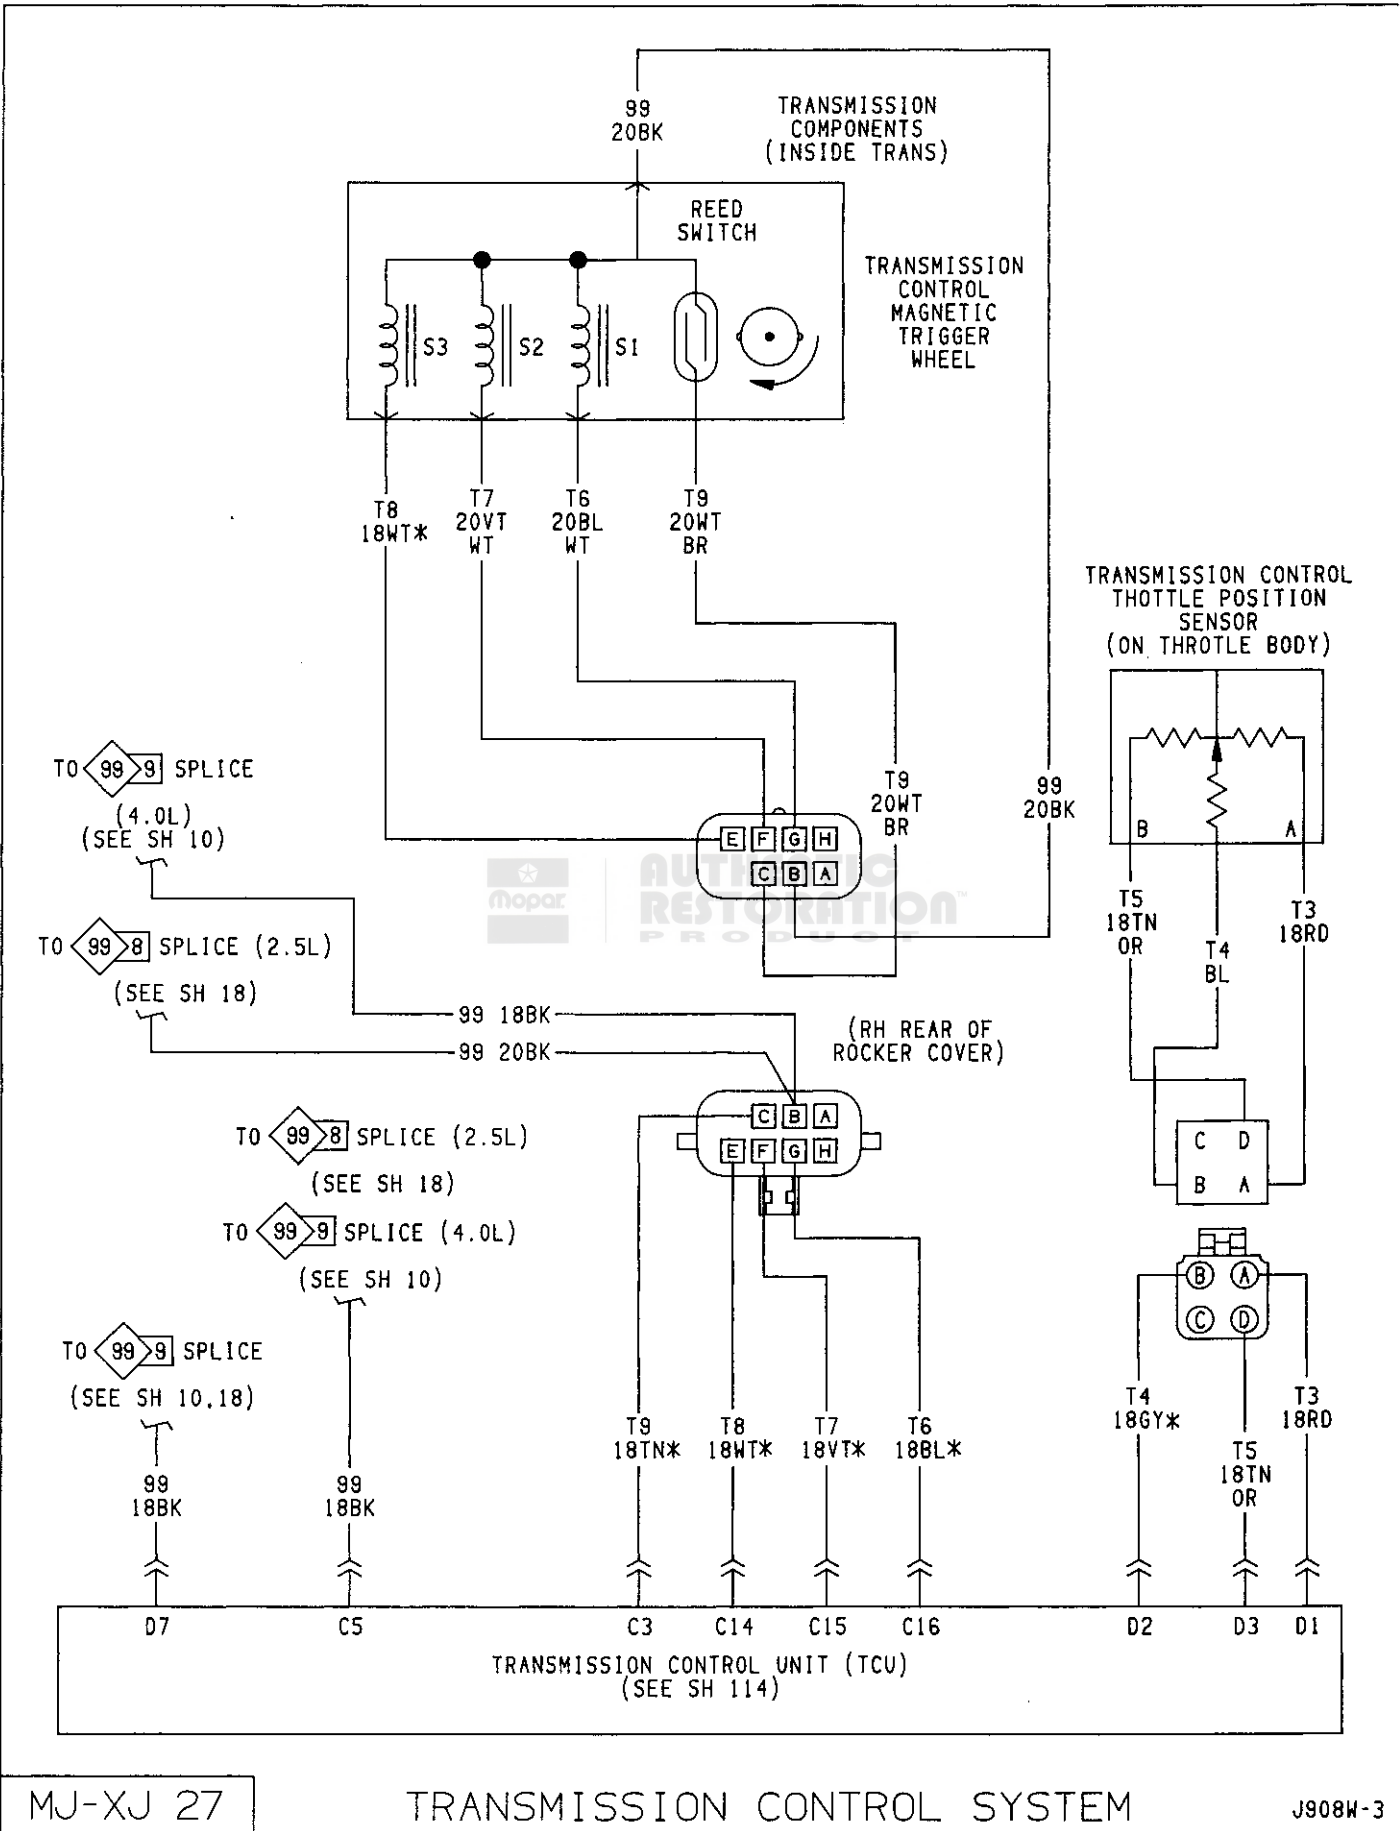 99
20BK
TRANSMISSION
COMPONENTS
(INSIDE TRANS)
REED
SWITCH
TRANSMISSION
CONTROL
MAGNETIC
TRIGGER
WHEEL
S3
S2
S1
T8
18WT*
T7
20VT
WT
T6
20BL
WT
T9
20WT
BR
TRANSMISSION CONTROL
THOTTLE POSITION
SENSOR
(ON THROTLE BODY)
B
A
TO 99 9 SPLICE
(4.0L)
(SEE SH 10)
T9
20WT
BR
99
20BK
E F G H
C B A
Mopar
AUTHENTIC
RESTORATION™
PRODUCT
T5
18TN
OR
T4
BL
T3
18RD
TO 99 8 SPLICE (2.5L)
(SEE SH 18)
99 18BK
99 20BK
(RH REAR OF
ROCKER COVER)
C B A
E F G H
C D
B A
TO 99 8 SPLICE (2.5L)
(SEE SH 18)
TO 99 9 SPLICE (4.0L)
(SEE SH 10)
B A
C D
TO 99 9 SPLICE
(SEE SH 10,18)
99
18BK
99
18BK
T9
18TN*
T8
18WT*
T7
18VT*
T6
18BL*
T4
18GY*
T5
18TN
OR
T3
18RD
D7 C5 C3 C14 C15 C16 D2 D3 D1
TRANSMISSION CONTROL UNIT (TCU)
(SEE SH 114)
MJ-XJ 27
TRANSMISSION CONTROL SYSTEM
J908W-3